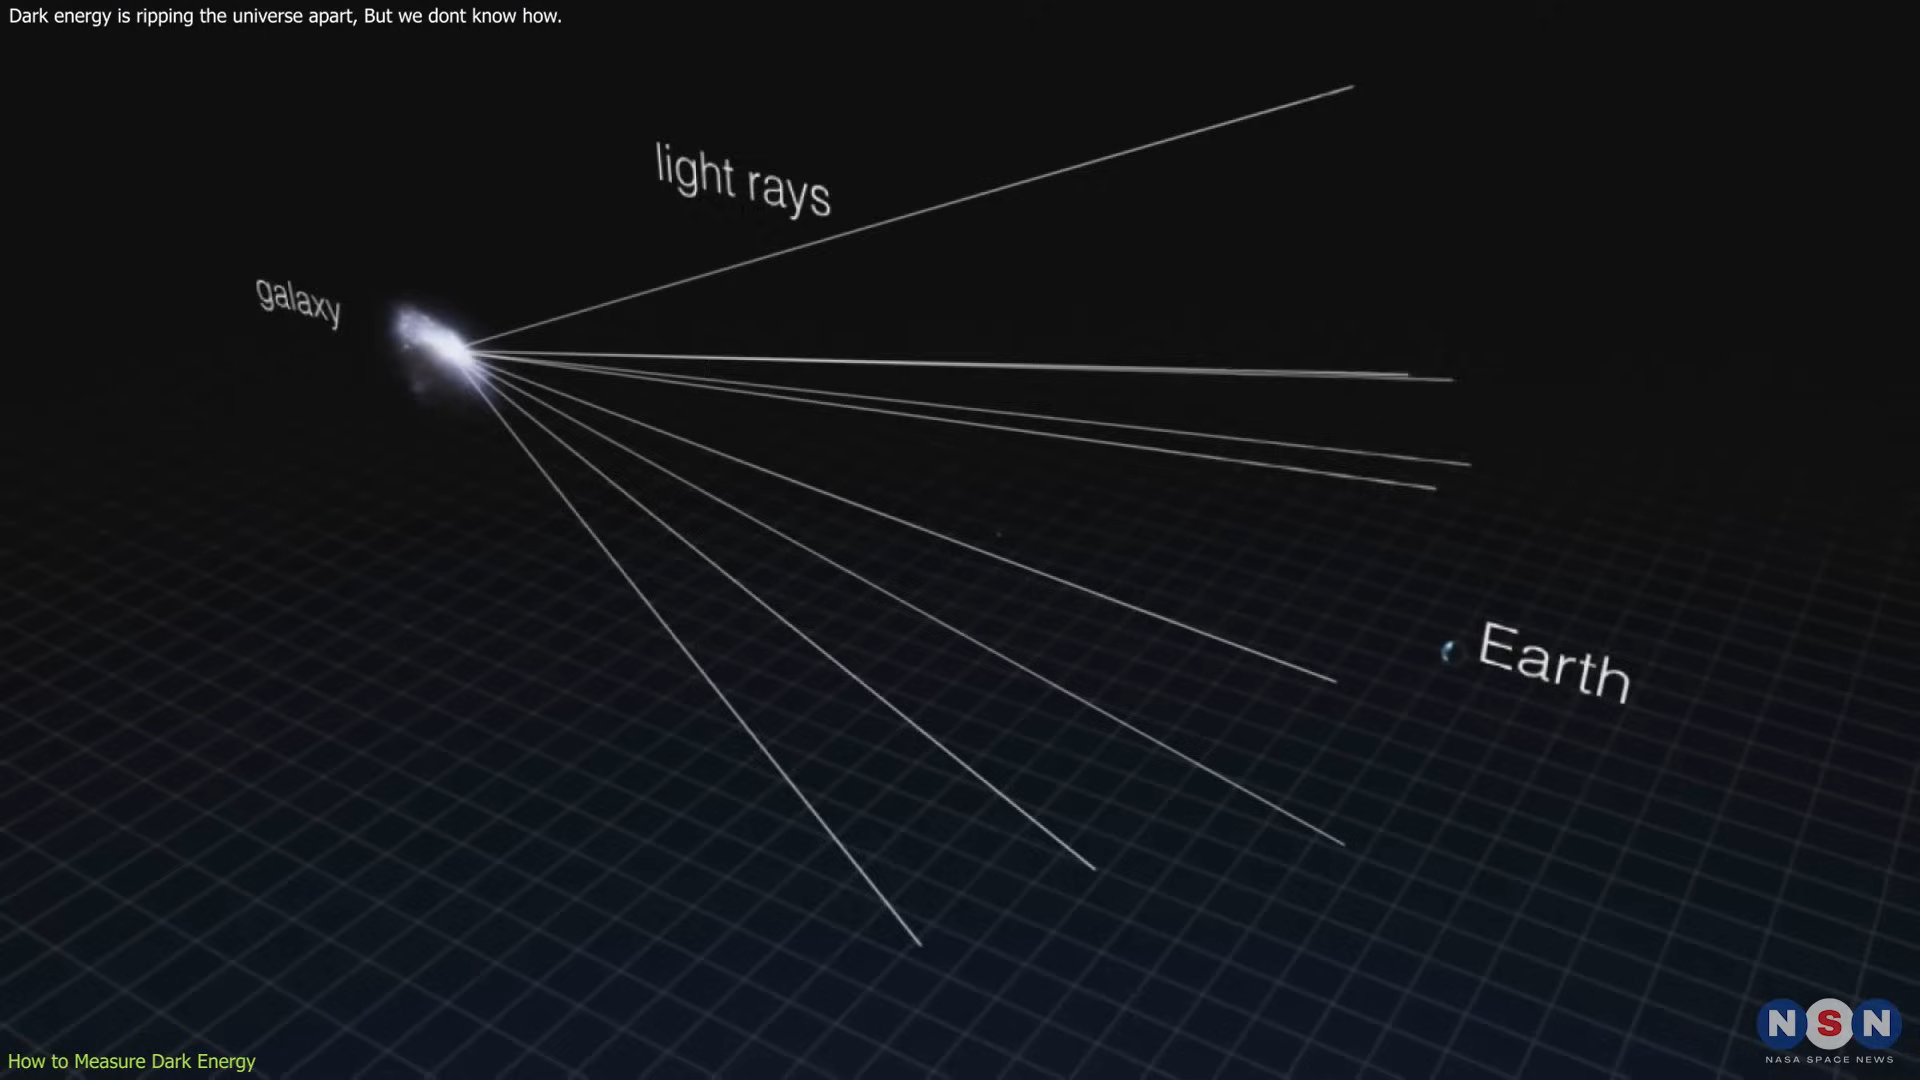 Dark energy is ripping the universe apart, But we dont know how.
light rays
galaxy
Earth
How to Measure Dark Energy
NSN
NASA SPACE NEWS